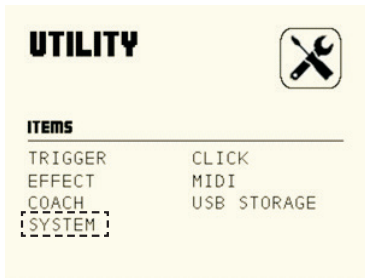 UTILITY
ITEMS
TRIGGER CLICK
EFFECT MIDI
COACH USB STORAGE
SYSTEM